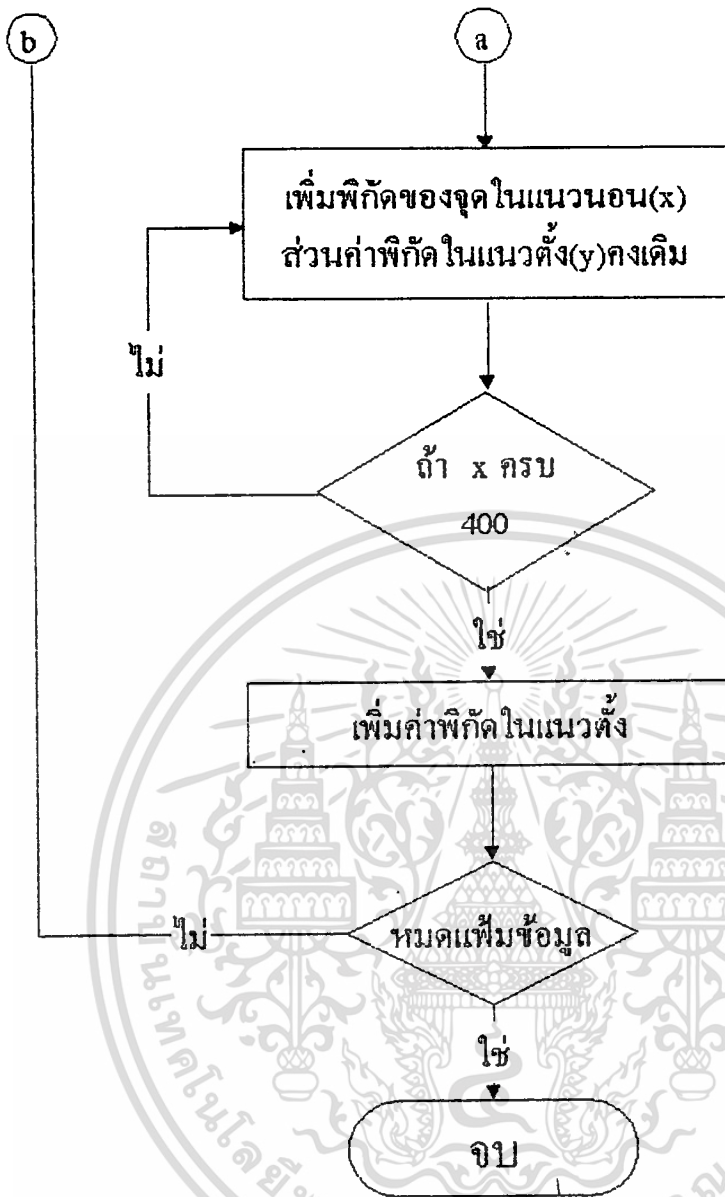 b
a
เพิ่มพิกัดของจุดในแนวนอน(x)
ส่วนค่าพิกัดในแนวตั้ง(y)คงเดิม
ไม่
ถ้า x ครบ
400
ใช่
เพิ่มค่าพิกัดในแนวตั้ง
หมดแฟ้มข้อมูล
ไม่
ใช่
จบ